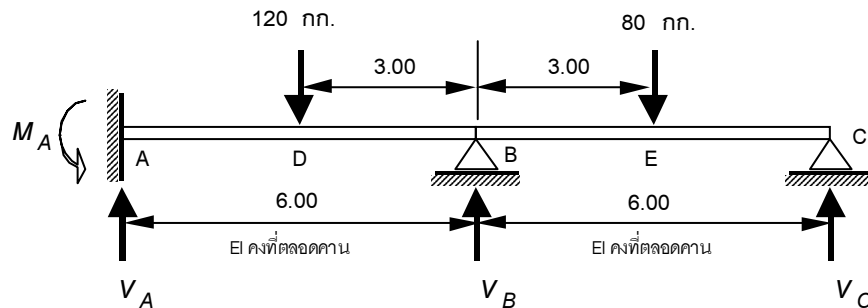 120 กก.
80 กก.
3.00
3.00
M A
A
D
B
E
C
6.00
6.00
EI คงที่ตลอดคาน
EI คงที่ตลอดคาน
V A
V B
V C